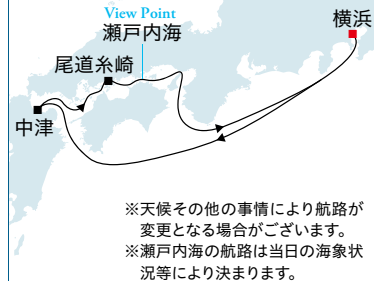 View Point
瀬戸内海
横浜
尾道糸崎
中津
※天候その他の事情により航路が
変更となる場合がございます。
※瀬戸内海の航路は当日の海象状
況等により決まります。